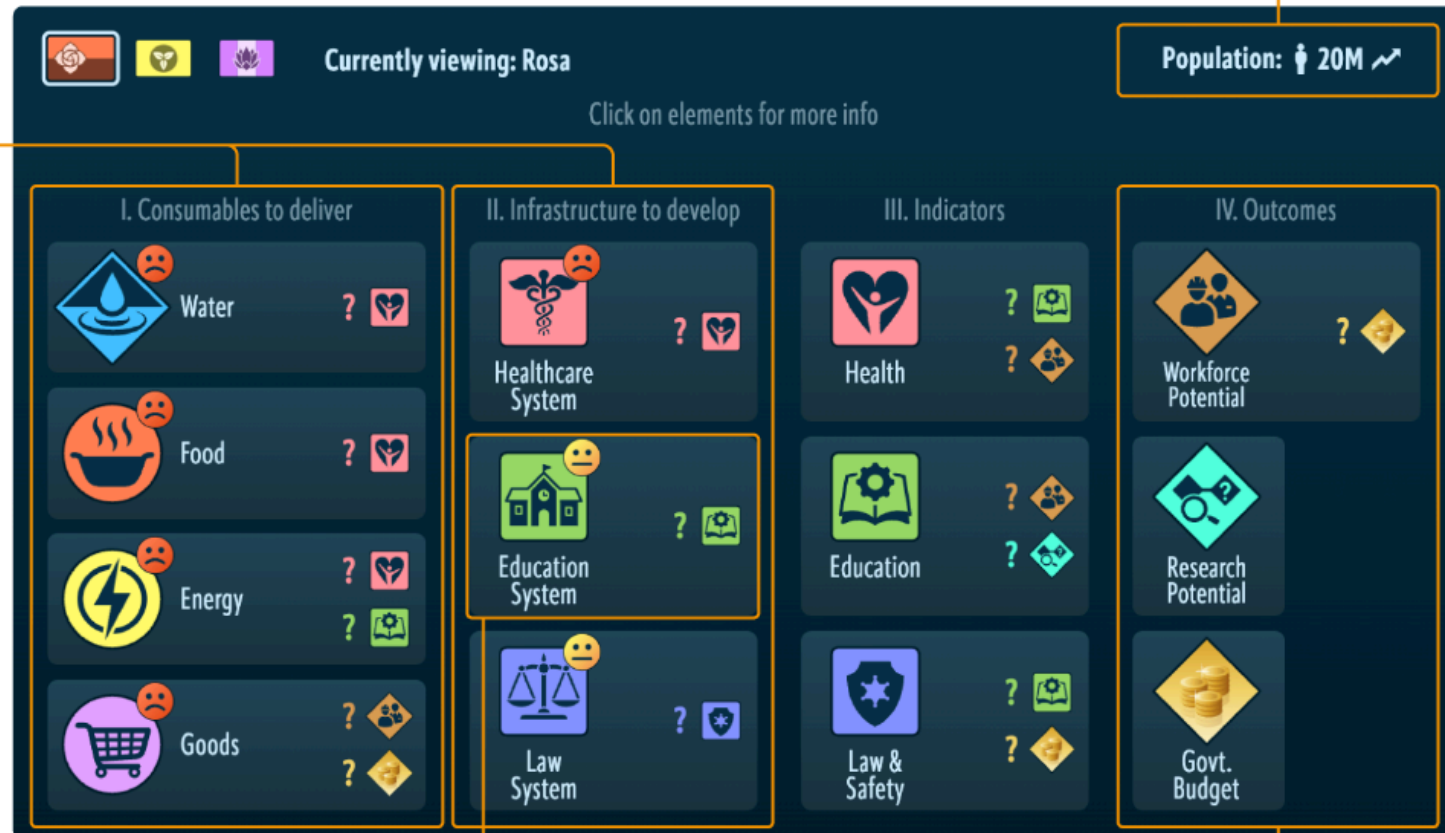 Currently viewing: Rosa
Population: 20M
Click on elements for more info
I. Consumables to deliver
Water
?
Food
?
Energy
?
?
Goods
?
?
II. Infrastructure to develop
Healthcare
System
?
Education
System
?
Law
System
?
III. Indicators
Health
?
?
Education
?
?
Law &
Safety
?
?
IV. Outcomes
Workforce
Potential
?
Research
Potential
Govt.
Budget